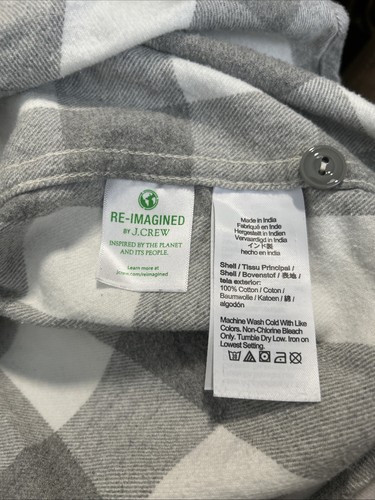 RE-IMAGINED
BY J.CREW
INSPIRED BY THE PLANET
AND ITS PEOPLE.
Learn more at
jcrew.com/reimagined
Made in India
Fabriqué en Inde
Hergestellt in Indien
Vervaardigd in India
インド製
hecho en India
Shell / Tissu Principal /
Shell / Bovenstof / 表地 /
tela exterior:
100% Cotton / Coton /
Baumwolle / Katoen / 綿 /
algodón
Machine Wash Cold With Like
Colors. Non-Chlorine Bleach
Only. Tumble Dry Low. Iron on
Lowest Setting.